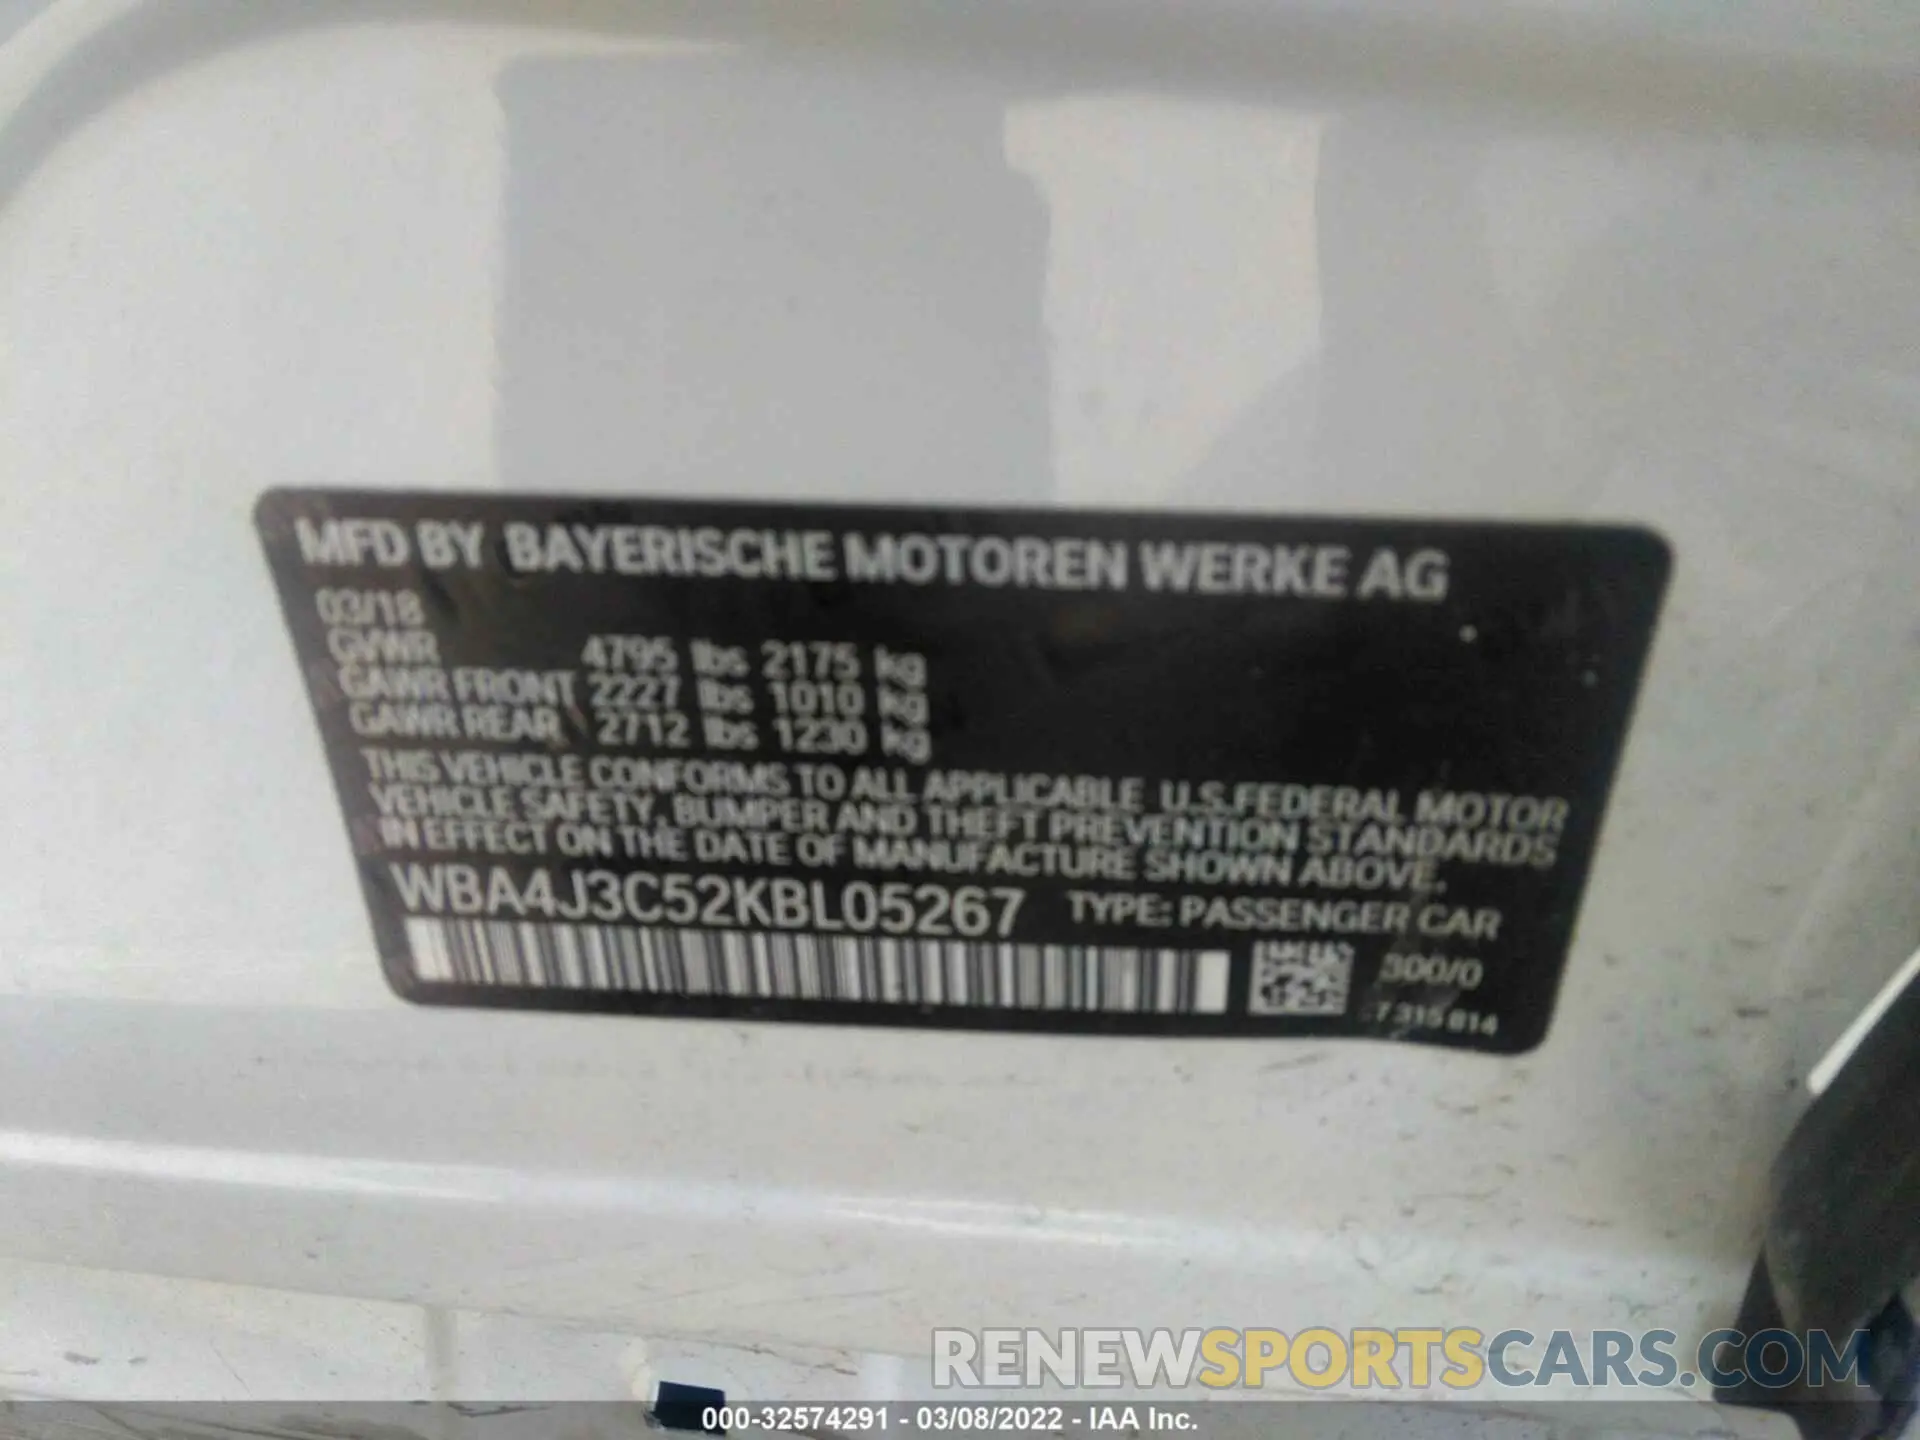 MFD BY BAYERISCHE MOTOREN WERKE AG
03/18
GVWR 4795 lbs 2175 kg
GAWR FRONT 2227 lbs 1010 kg
GAWR REAR 2712 lbs 1230 kg
THIS VEHICLE CONFORMS TO ALL APPLICABLE U.S.FEDERAL MOTOR
VEHICLE SAFETY, BUMPER AND THEFT PREVENTION STANDARDS
IN EFFECT ON THE DATE OF MANUFACTURE SHOWN ABOVE.
WBA4J3C52KBL05267 TYPE: PASSENGER CAR
300/0
7 315 814
RENEWSPORTSCARS.COM
000-32574291 - 03/08/2022 - IAA Inc.